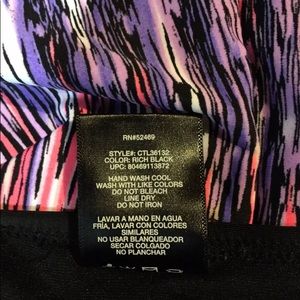 RN#52469
STYLE#: CTL36132
COLOR: RICH BLACK
UPC: 80469113872
HAND WASH COOL
WASH WITH LIKE COLORS
DO NOT BLEACH
LINE DRY
DO NOT IRON
LAVAR A MANO EN AGUA
FRÍA, LAVAR CON COLORES
SIMILARES
NO USAR BLANQUEADOR
SECAR COLGADO
NO PLANCHAR